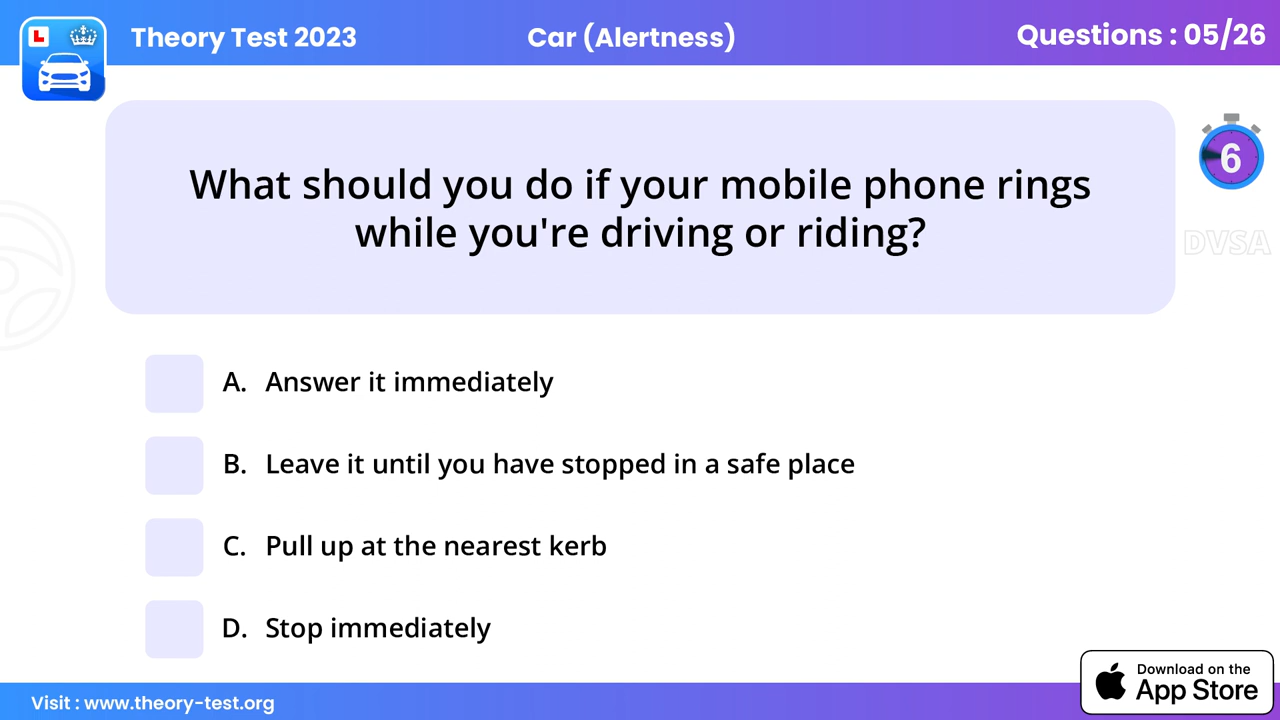 L
Theory Test 2023
Car (Alertness)
Questions : 05/26
What should you do if your mobile phone rings
while you're driving or riding?
6
DVSA
A. Answer it immediately
B. Leave it until you have stopped in a safe place
C. Pull up at the nearest kerb
D. Stop immediately
Visit : www.theory-test.org
Download on the
App Store